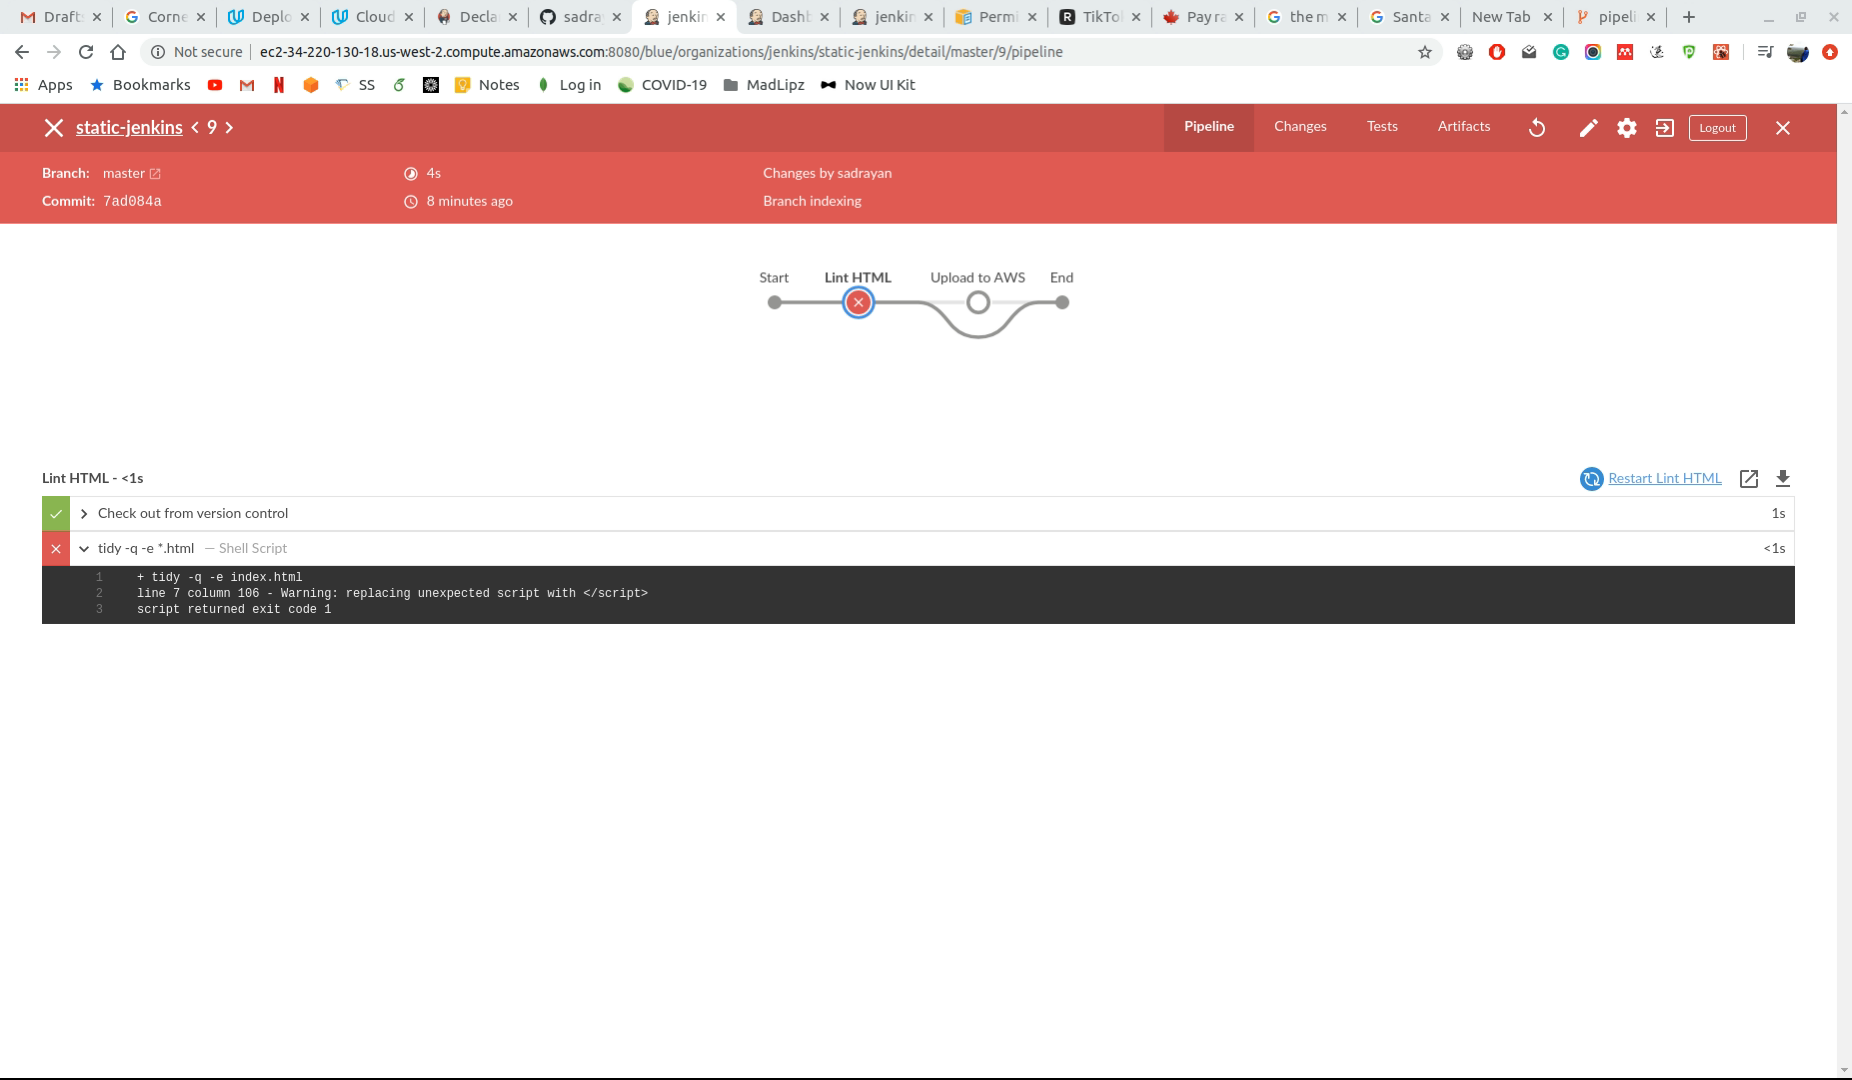 Draft
Corne
Deplo
Cloud
Decla
sadra
jenkin
Dashb
jenkin
Permi
TikTo
Pay ra
the m
Santa
New Tab
pipeli
Not secure
ec2-34-220-130-18.us-west-2.compute.amazonaws.com:8080/blue/organizations/jenkins/static-jenkins/detail/master/9/pipeline
Apps
Bookmarks
SS
Notes
Log in
COVID-19
MadLipz
Now UI Kit
static-jenkins < 9 >
Pipeline
Changes
Tests
Artifacts
Logout
Branch: master
4s
Changes by sadrayan
Commit: 7ad084a
8 minutes ago
Branch indexing
Start
Lint HTML
Upload to AWS
End
Lint HTML - <1s
Restart Lint HTML
Check out from version control
1s
tidy -q -e *.html — Shell Script
<1s
1 + tidy -q -e index.html
2 line 7 column 106 - Warning: replacing unexpected script with </script>
3 script returned exit code 1